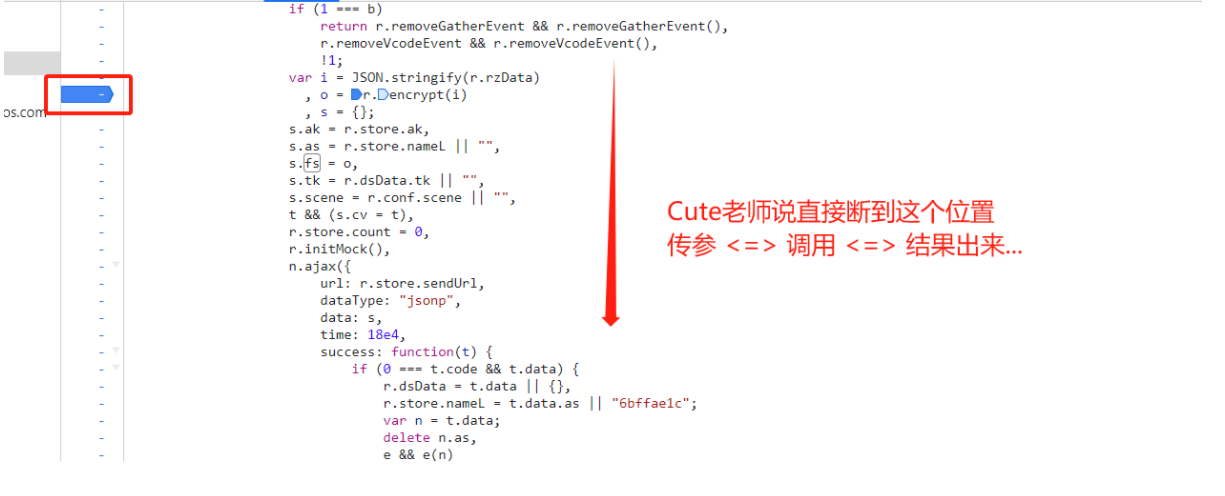 if (1 === b)
return r.removeGatherEvent && r.removeGatherEvent(),
r.removeVcodeEvent && r.removeVcodeEvent(),
!1;
var i = JSON.stringify(r.rzData)
, o = r.encrypt(i)
os.com
, s = {};
s.ak = r.store.ak,
s.as = r.store.nameL || "",
s.fs = o,
s.tk = r.dsData.tk || "",
s.scene = r.conf.scene || "",
Cute老师说直接断到这个位置
t && (s.cv = t),
r.store.count = 0,
传参 <=> 调用 <=> 结果出来...
r.initMock(),
n.ajax({
url: r.store.sendUrl,
dataType: "jsonp",
data: s,
time: 18e4,
success: function(t) {
if (0 === t.code && t.data) {
r.dsData = t.data || {},
r.store.nameL = t.data.as || "6bffae1c";
var n = t.data;
delete n.as,
e && e(n)